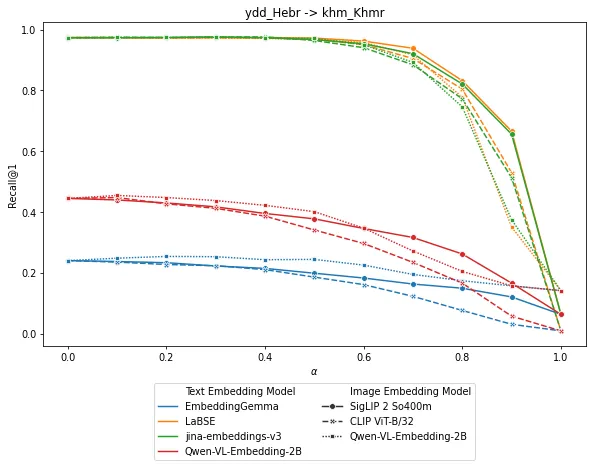 ydd_Hebr -> khm_Khmr
Recall@1
1.0
0.8
0.6
0.4
0.2
0.0
0.0 0.2 0.4 0.6 0.8 1.0
α
Text Embedding Model Image Embedding Model
EmbeddingGemma SigLIP 2 So400m
LaBSE CLIP ViT-B/32
jina-embeddings-v3 Qwen-VL-Embedding-2B
Qwen-VL-Embedding-2B